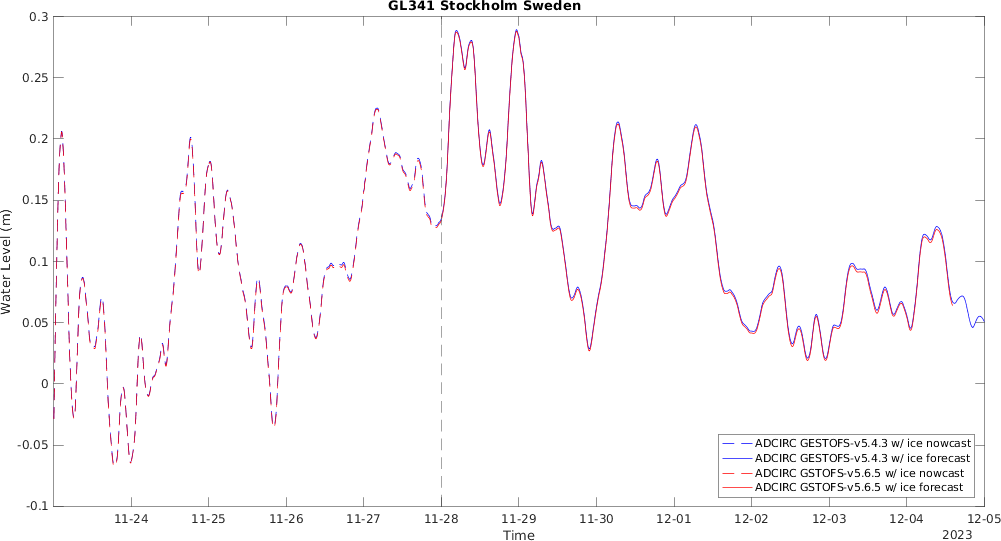 GL341 Stockholm Sweden
0.3
0.25
0.2
0.15
0.1
0.05
0
-0.05
-0.1
Water Level (m)
ADCIRC GESTOFS-v5.4.3 w/ ice nowcast
ADCIRC GESTOFS-v5.4.3 w/ ice forecast
ADCIRC GSTOFS-v5.6.5 w/ ice nowcast
ADCIRC GSTOFS-v5.6.5 w/ ice forecast
11-24 11-25 11-26 11-27 11-28 11-29 11-30 12-01 12-02 12-03 12-04 12-05
Time
2023